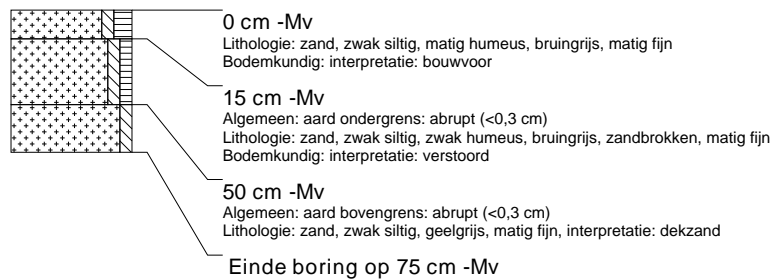 0 cm -Mv
Lithologie: zand, zwak siltig, matig humeus, bruingrijs, matig fijn
Bodemkundig: interpretatie: bouwvoor
15 cm -Mv
Algemeen: aard ondergrens: abrupt (<0,3 cm)
Lithologie: zand, zwak siltig, zwak humeus, bruingrijs, zandbrokken, matig fijn
Bodemkundig: interpretatie: verstoord
50 cm -Mv
Algemeen: aard bovengrens: abrupt (<0,3 cm)
Lithologie: zand, zwak siltig, geelgrijs, matig fijn, interpretatie: dekzand
Einde boring op 75 cm -Mv